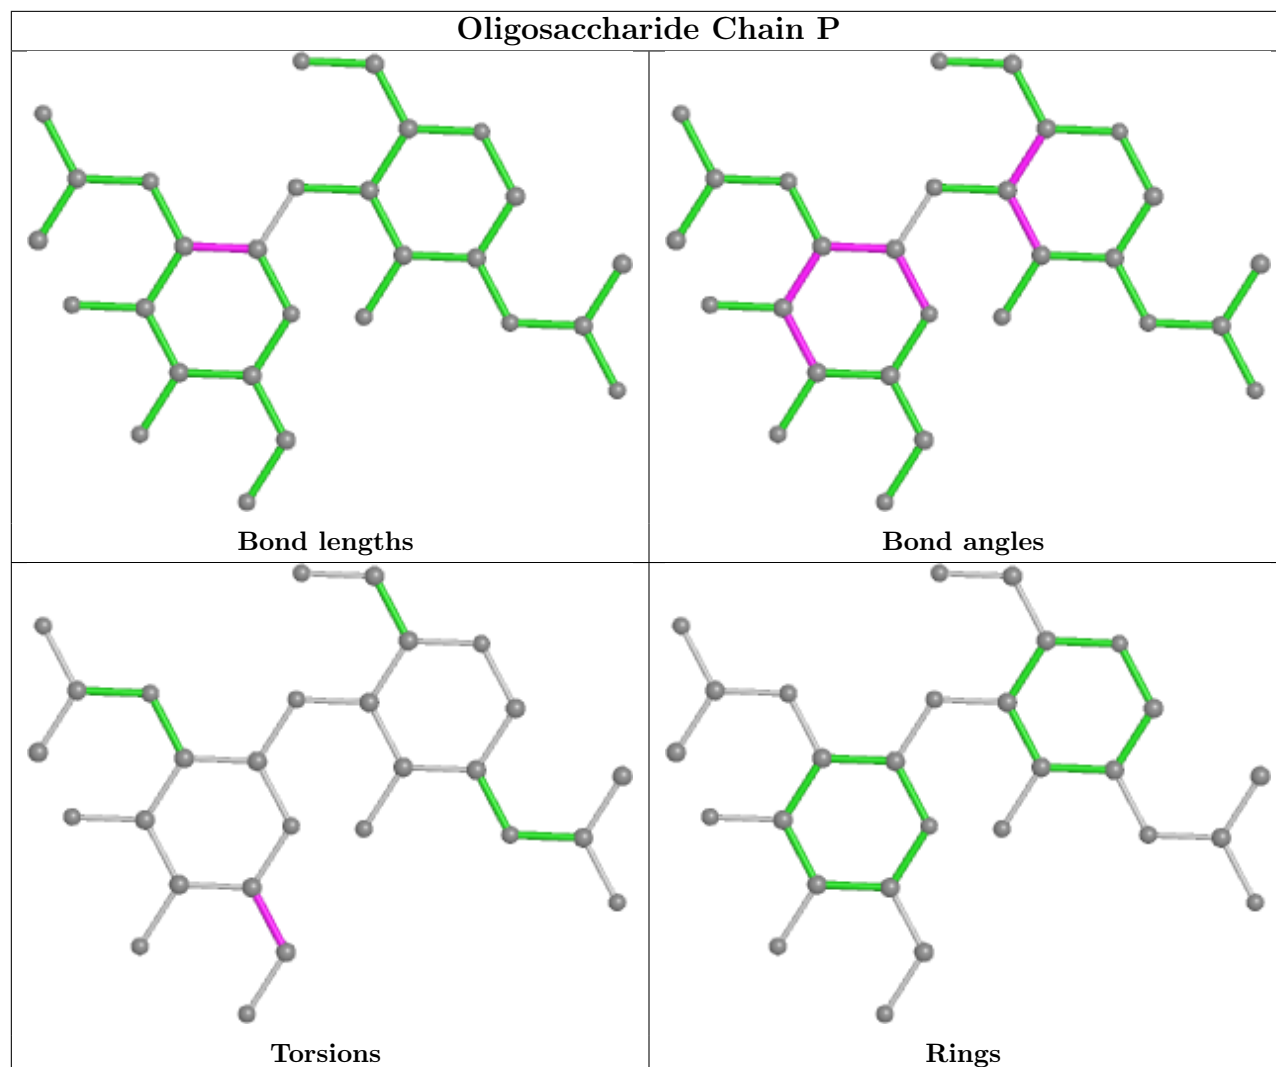 Oligosaccharide Chain P
Bond lengths
Bond angles
Torsions
Rings